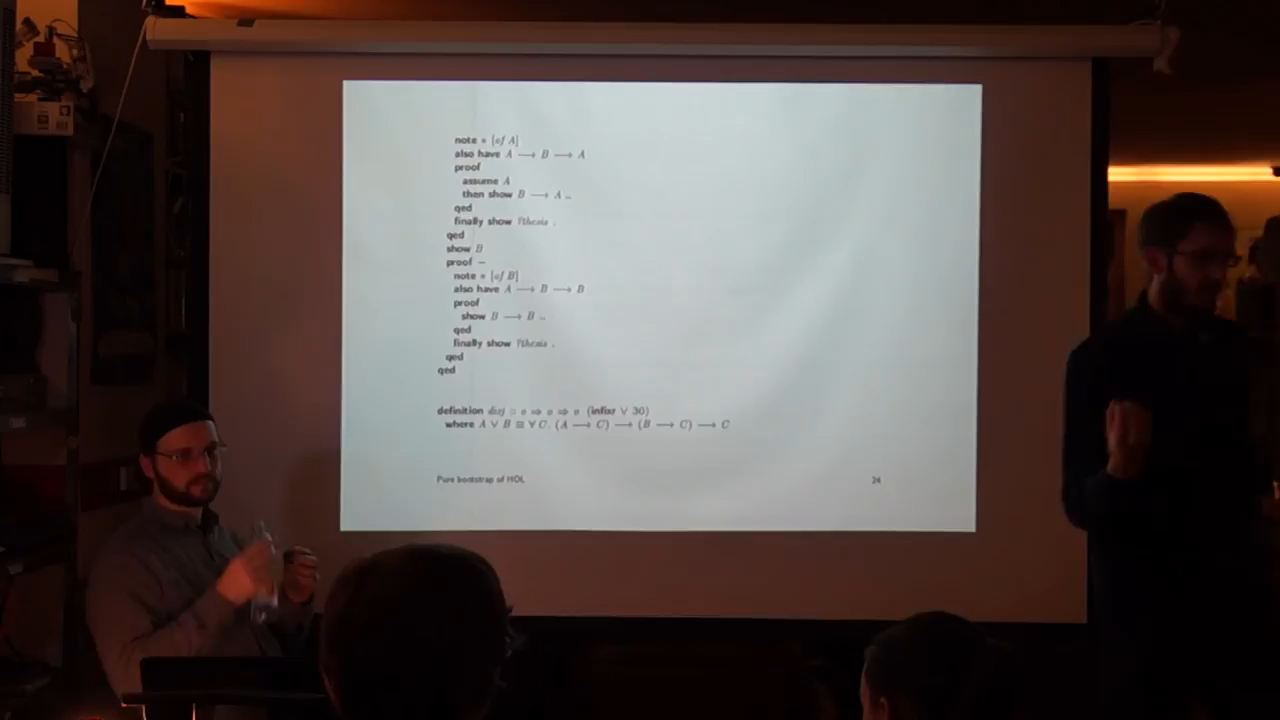 note * [of A]
also have A ⟶ B ⟶ A
proof
assume A
then show B ⟶ A ..
qed
finally show ?thesis .
qed
show B
proof −
note * [of B]
also have A ⟶ B ⟶ B
proof
show B ⟶ B ..
qed
finally show ?thesis .
qed
qed
definition disj :: o ⇒ o ⇒ o (infixr ∨ 30)
where A ∨ B ≡ ∀C. (A ⟶ C) ⟶ (B ⟶ C) ⟶ C
Pure bootstrap of HOL
24